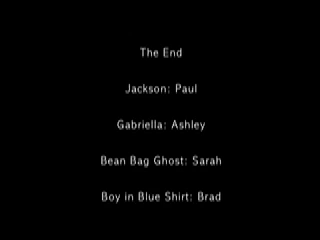 The End
Jackson: Paul
Gabriella: Ashley
Bean Bag Ghost: Sarah
Boy in Blue Shirt: Brad